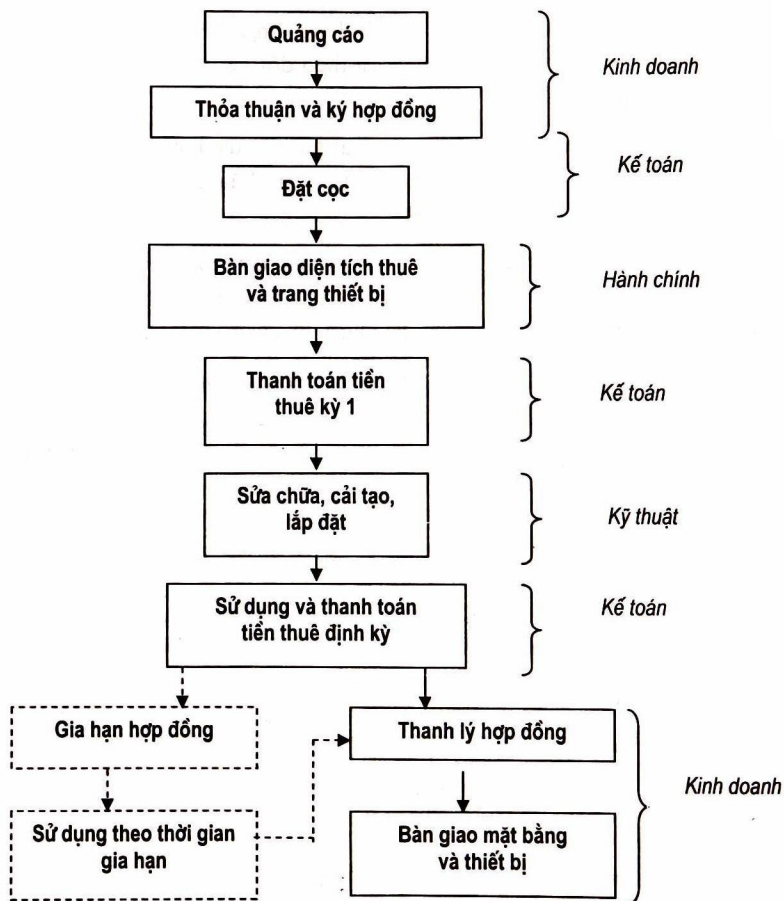 Quảng cáo
Kinh doanh
Thỏa thuận và ký hợp đồng
Kế toán
Đặt cọc
Bàn giao diện tích thuê
và trang thiết bị
Hành chính
Thanh toán tiền
thuê kỳ 1
Kế toán
Sửa chữa, cải tạo,
lắp đặt
Kỹ thuật
Sử dụng và thanh toán
tiền thuê định kỳ
Kế toán
Gia hạn hợp đồng
Thanh lý hợp đồng
Kinh doanh
Sử dụng theo thời gian
gia hạn
Bàn giao mặt bằng
và thiết bị